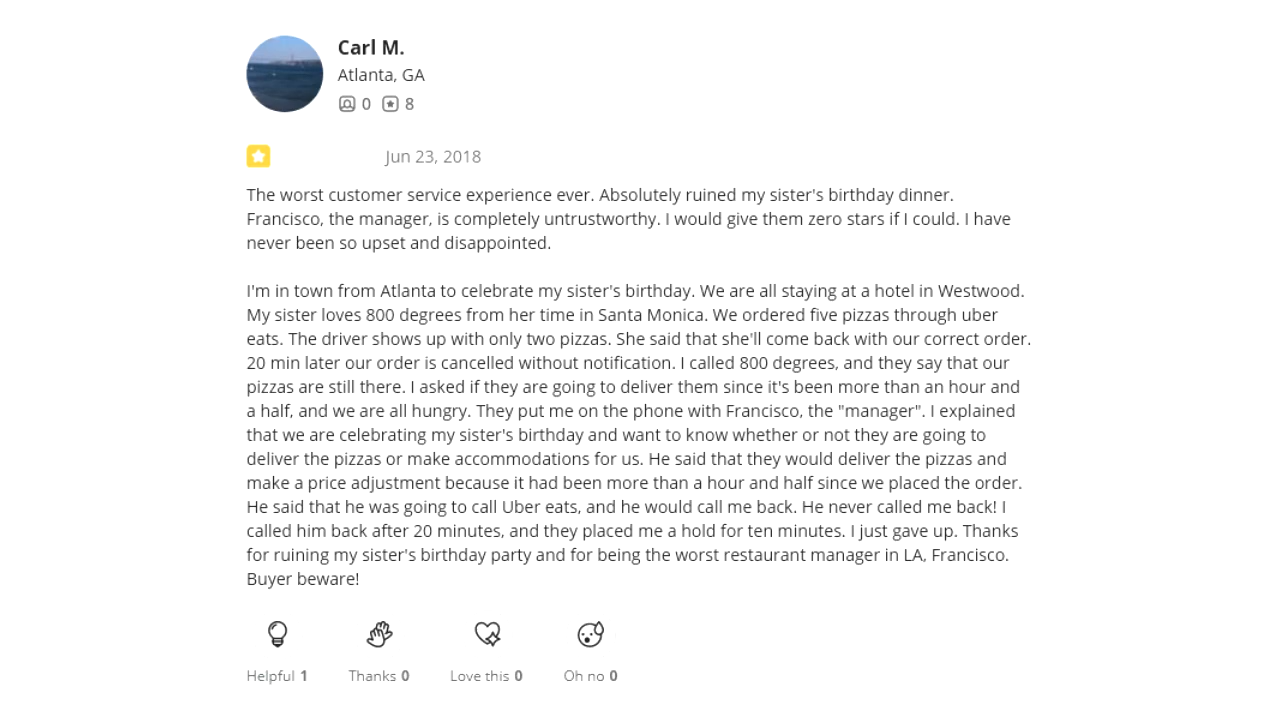 Carl M.
Atlanta, GA
0 8
Jun 23, 2018
The worst customer service experience ever. Absolutely ruined my sister's birthday dinner.
Francisco, the manager, is completely untrustworthy. I would give them zero stars if I could. I have
never been so upset and disappointed.
I'm in town from Atlanta to celebrate my sister's birthday. We are all staying at a hotel in Westwood.
My sister loves 800 degrees from her time in Santa Monica. We ordered five pizzas through uber
eats. The driver shows up with only two pizzas. She said that she'll come back with our correct order.
20 min later our order is cancelled without notification. I called 800 degrees, and they say that our
pizzas are still there. I asked if they are going to deliver them since it's been more than an hour and
a half, and we are all hungry. They put me on the phone with Francisco, the "manager". I explained
that we are celebrating my sister's birthday and want to know whether or not they are going to
deliver the pizzas or make accommodations for us. He said that they would deliver the pizzas and
make a price adjustment because it had been more than a hour and half since we placed the order.
He said that he was going to call Uber eats, and he would call me back. He never called me back! I
called him back after 20 minutes, and they placed me a hold for ten minutes. I just gave up. Thanks
for ruining my sister's birthday party and for being the worst restaurant manager in LA, Francisco.
Buyer beware!
Helpful 1 Thanks 0 Love this 0 Oh no 0